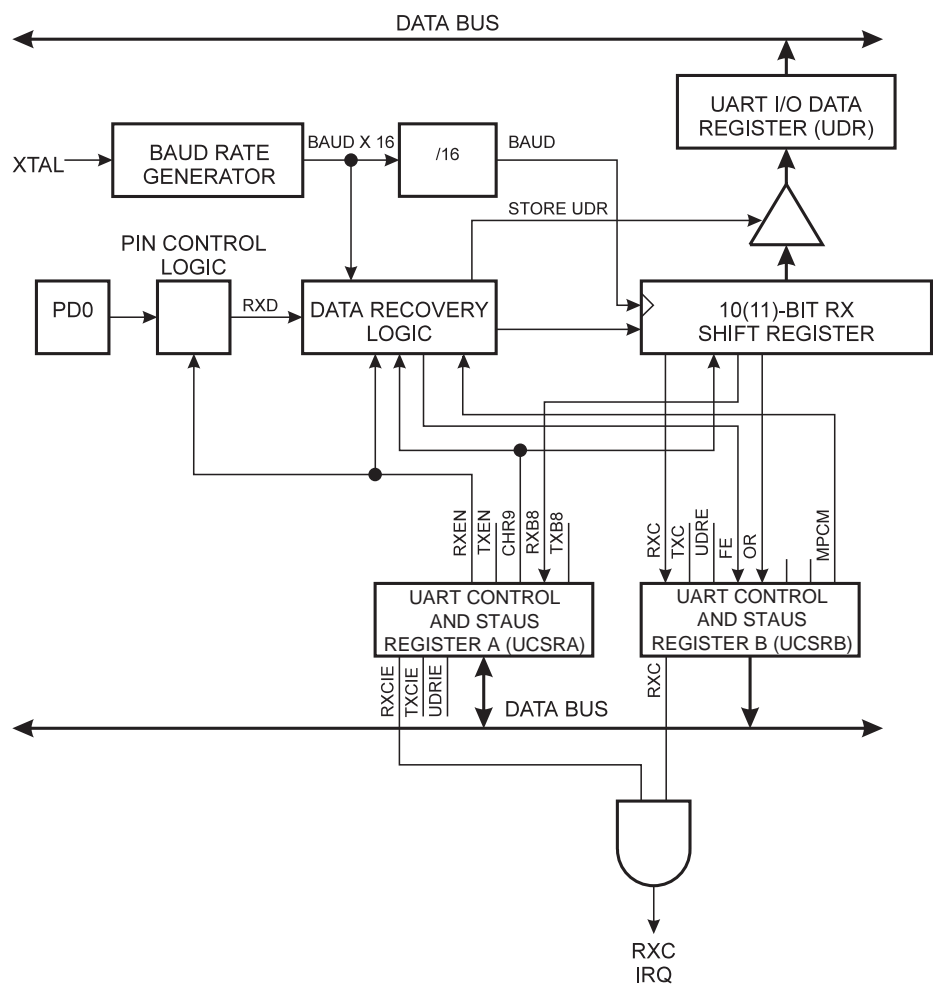 DATA BUS
UART I/O DATA
REGISTER (UDR)
XTAL
BAUD RATE
GENERATOR
BAUD X 16
/16
BAUD
STORE UDR
PIN CONTROL
LOGIC
PD0
RXD
DATA RECOVERY
LOGIC
10(11)-BIT RX
SHIFT REGISTER
RXEN
TXEN
CHR9
RXB8
TXB8
RXC
TXC
UDRE
FE
OR
MPCM
UART CONTROL
AND STAUS
REGISTER A (UCSRA)
UART CONTROL
AND STAUS
REGISTER B (UCSRB)
RXCIE
TXCIE
UDRIE
RXC
DATA BUS
RXC
IRQ